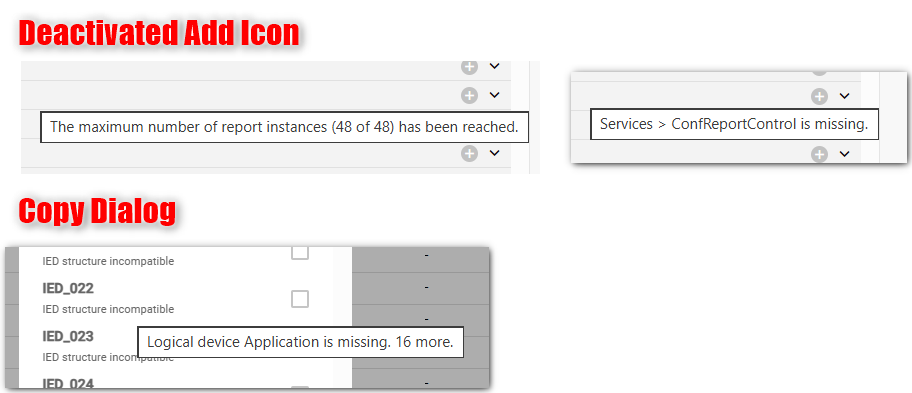 Deactivated Add Icon
The maximum number of report instances (48 of 48) has been reached.
Services > ConfReportControl is missing.
Copy Dialog
IED structure incompatible
-
IED_022
-
IED structure incompatible
-
IED_023
Logical device Application is missing. 16 more.
IED structure incompatible
IED_024
-